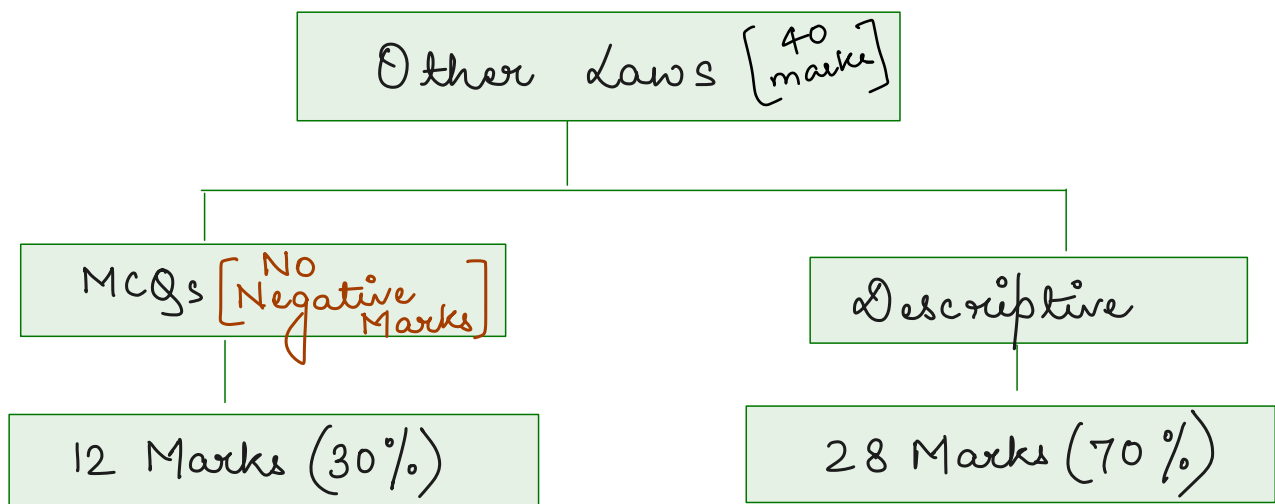 Other Laws [40 marks]
MCQs [No Negative Marks]
Descriptive
12 Marks (30%)
28 Marks (70%)